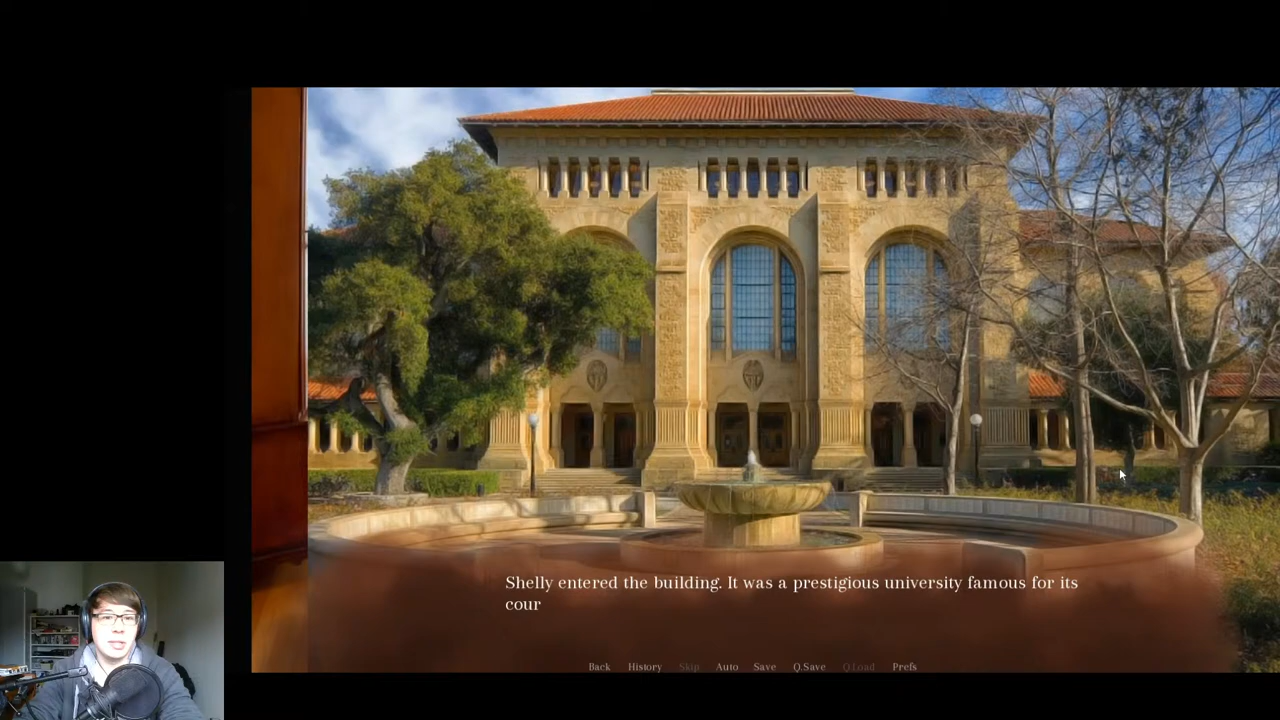 Shelly entered the building. It was a prestigious university famous for its
cour
Back History Skip Auto Save Q.Save Q.Load Prefs